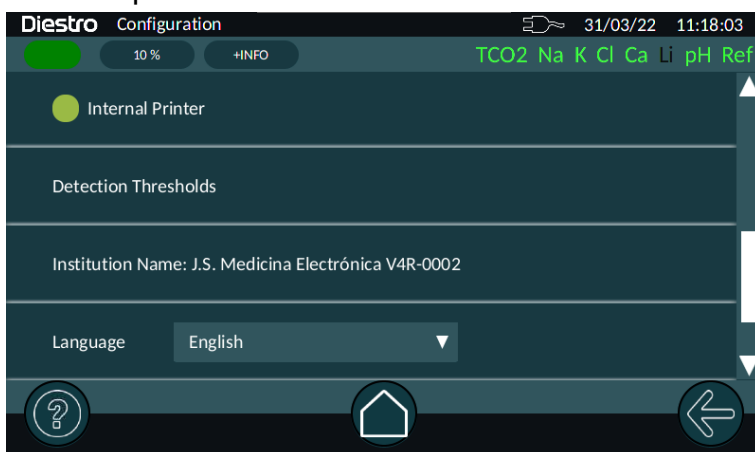 Diestro Configuration 31/03/22 11:18:03
10 % +INFO TCO2 Na K Cl Ca Li pH Ref
Internal Printer
Detection Thresholds
Institution Name: J.S. Medicina Electrónica V4R-0002
Language English